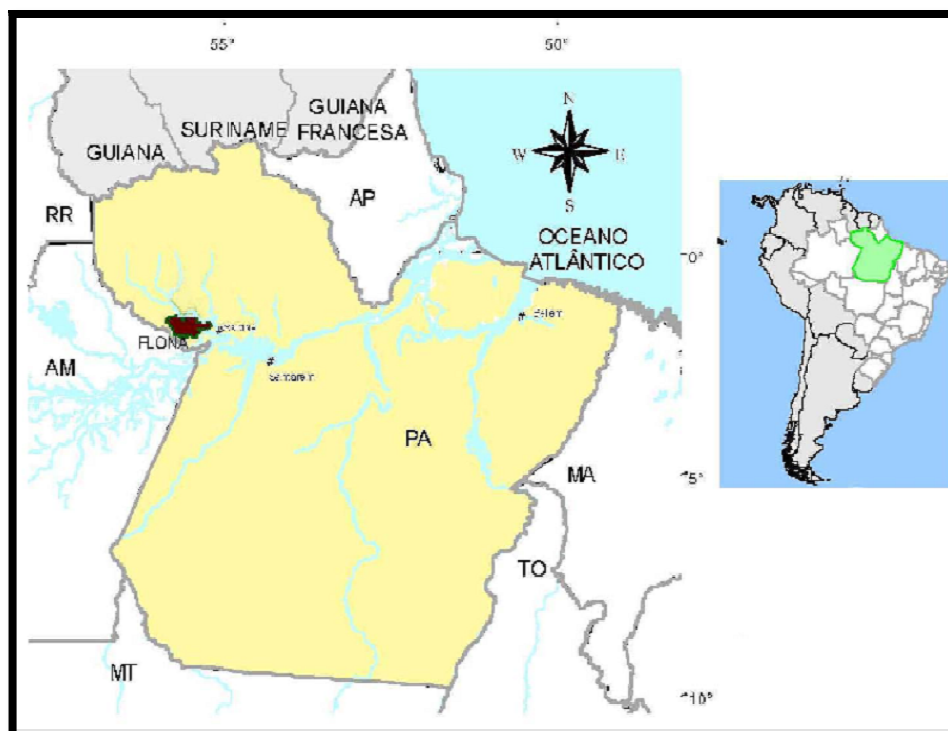 55°
50°
N
W
E
S
GUIANA
SURINAME
GUIANA
FRANCESA
RR
AP
OCEANO
ATLÂNTICO
0°
FLONA
AM
PA
MA
5°
TO
MT
10°